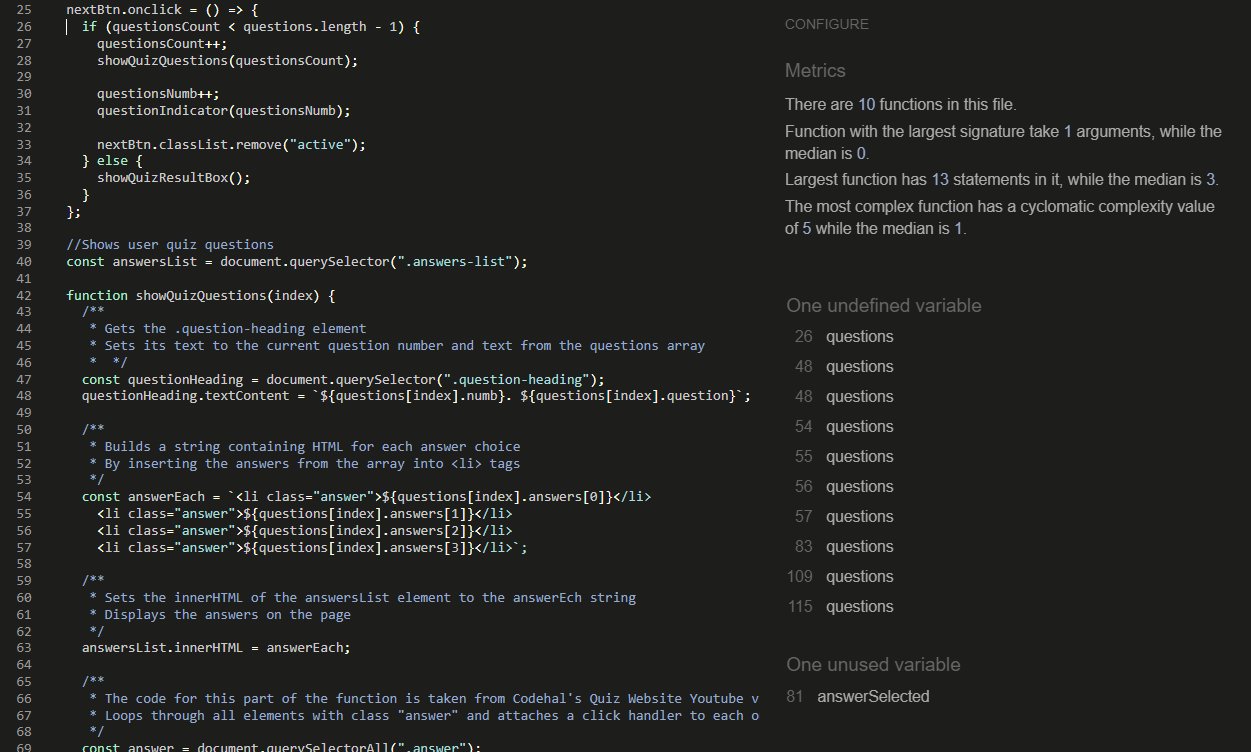 25 nextBtn.onclick = () => {
26 if (questionsCount < questions.length - 1) {
27 questionsCount++;
28 showQuizQuestions(questionsCount);
29
30 questionsNumb++;
31 questionIndicator(questionsNumb);
32
33 nextBtn.classList.remove("active");
34 } else {
35 showQuizResultBox();
36 }
37 };
38
39 //Shows user quiz questions
40 const answersList = document.querySelector(".answers-list");
41
42 function showQuizQuestions(index) {
43 /**
44 * Gets the .question-heading element
45 * Sets its text to the current question number and text from the questions array
46 * */
47 const questionHeading = document.querySelector(".question-heading");
48 questionHeading.textContent = `${questions[index].numb}. ${questions[index].question}`;
49
50 /**
51 * Builds a string containing HTML for each answer choice
52 * By inserting the answers from the array into <li> tags
53 */
54 const answerEach = `<li class="answer">${questions[index].answers[0]}</li>
55 <li class="answer">${questions[index].answers[1]}</li>
56 <li class="answer">${questions[index].answers[2]}</li>
57 <li class="answer">${questions[index].answers[3]}</li>`;
58
59 /**
60 * Sets the innerHTML of the answersList element to the answerEch string
61 * Displays the answers on the page
62 */
63 answersList.innerHTML = answerEach;
64
65 /**
66 * The code for this part of the function is taken from Codehal's Quiz Website Youtube v
67 * Loops through all elements with class "answer" and attaches a click handler to each o
68 */
69 const answer = document.querySelectorAll(".answer");
CONFIGURE
Metrics
There are 10 functions in this file.
Function with the largest signature take 1 arguments, while the
median is 0.
Largest function has 13 statements in it, while the median is 3.
The most complex function has a cyclomatic complexity value
of 5 while the median is 1.
One undefined variable
26 questions
48 questions
48 questions
54 questions
55 questions
56 questions
57 questions
83 questions
109 questions
115 questions
One unused variable
81 answerSelected